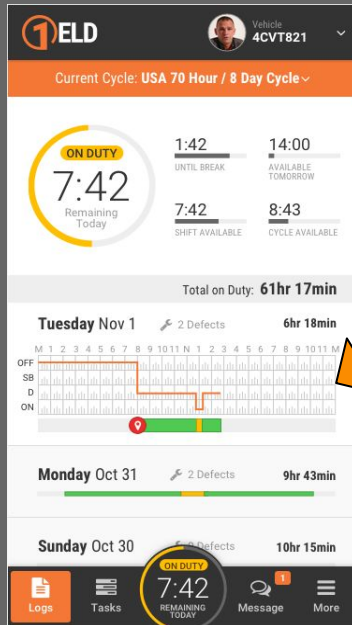 1ELD
Vehicle
4CVT821
Current Cycle: USA 70 Hour / 8 Day Cycle
ON DUTY
7:42
Remaining
Today
1:42
UNTIL BREAK
14:00
AVAILABLE
TOMORROW
7:42
SHIFT AVAILABLE
8:43
CYCLE AVAILABLE
Total on Duty: 61hr 17min
Tuesday Nov 1 2 Defects 6hr 18min
M 1 2 3 4 5 6 7 8 9 10 11 N 1 2 3 4 5 6 7 8 9 10 11 M
OFF
SB
D
ON
Monday Oct 31 2 Defects 9hr 43min
Sunday Oct 30 Defects 10hr 15min
ON DUTY
7:42
REMAINING
TODAY
1
Logs Tasks Message More